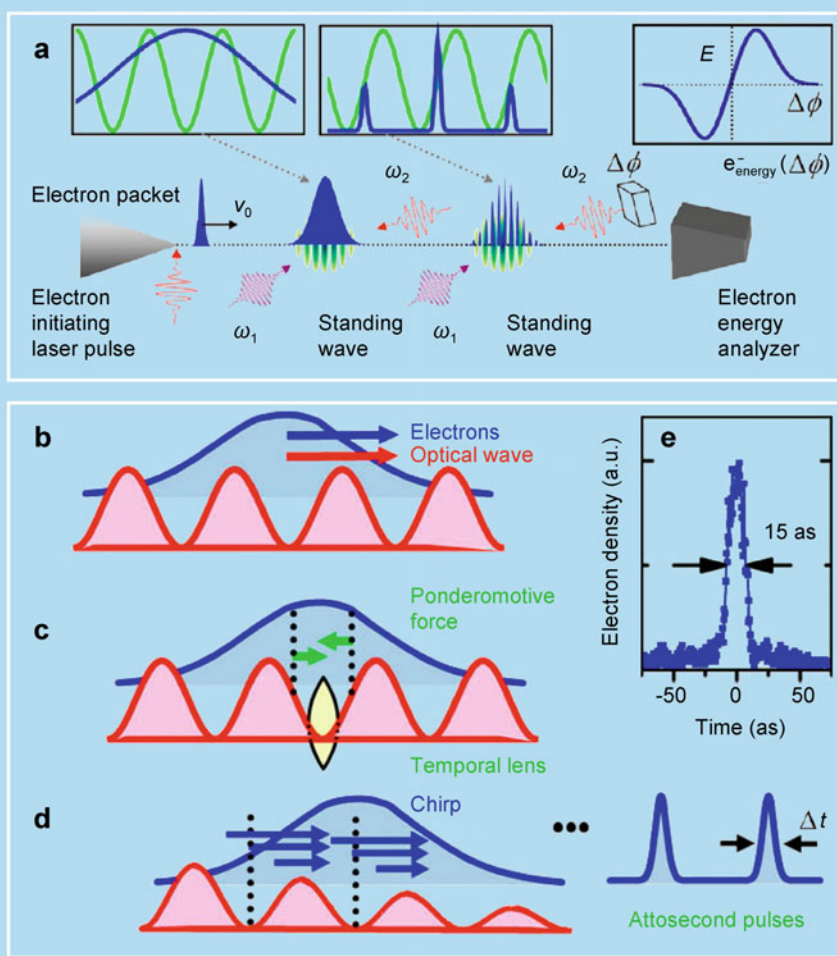 a
E
Δϕ
e⁻energy (Δϕ)
Electron packet
v₀
ω₂
ω₂
Δϕ
Electron
initiating
laser pulse
ω₁
Standing
wave
ω₁
Standing
wave
Electron
energy
analyzer
b
Electrons
Optical wave
c
Ponderomotive
force
Temporal lens
d
Chirp
Δt
Attosecond pulses
e
Electron density (a.u.)
15 as
-50
0
50
Time (as)